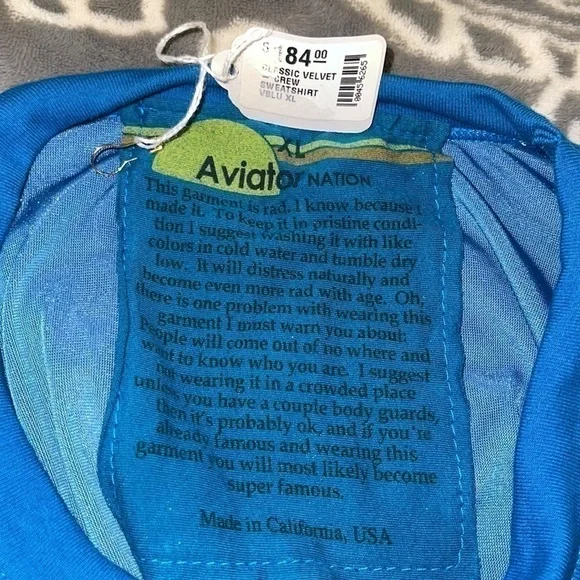 $ 184.00
CLASSIC VELVET
CREW
SWEATSHIRT
VBLU XL
XL
Aviator NATION
This garment is rad. I know because I
made it. To keep it in pristine condi-
tion I suggest washing it with like
colors in cold water and tumble dry
low. It will distress naturally and
become even more rad with age. Oh,
there is one problem with wearing this
garment I must warn you about:
People will come out of no where and
want to know who you are. I suggest
not wearing it in a crowded place
unless you have a couple body guards,
then it's probably ok, and if you're
already famous and wearing this
garment you will most likely become
super famous.
Made in California, USA